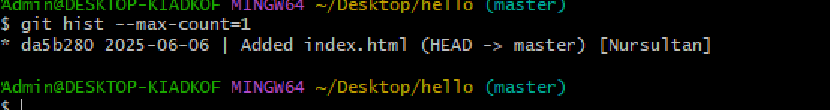 Admin@DESKTOP-KIADKOF MINGW64 ~/Desktop/hello (master)
$ git hist --max-count=1
* da5b280 2025-06-06 | Added index.html (HEAD -> master) [Nursultan]
Admin@DESKTOP-KIADKOF MINGW64 ~/Desktop/hello (master)
$